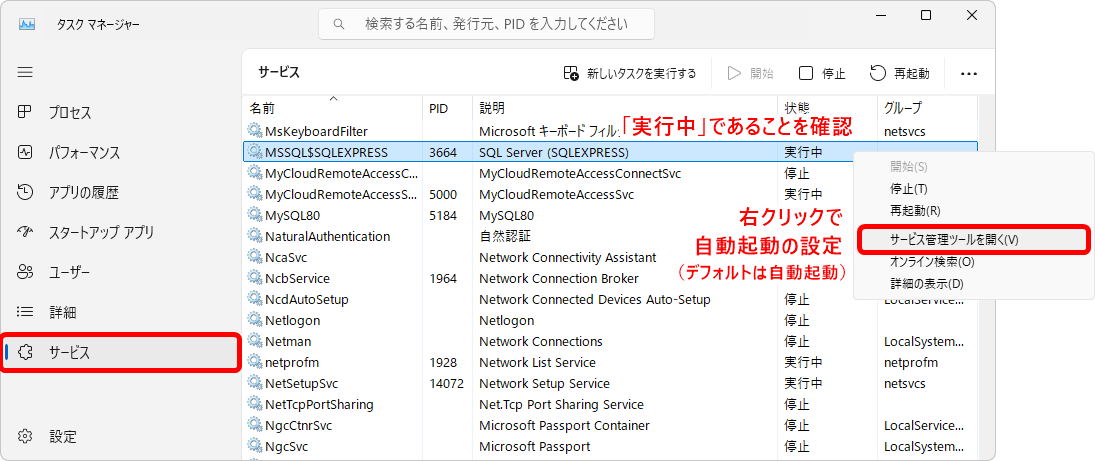 タスク マネージャー
検索する名前、発行元、PID を入力してください
プロセス
パフォーマンス
アプリの履歴
スタートアップ アプリ
ユーザー
詳細
サービス
設定
サービス 新しいタスクを実行する 開始 停止 再起動
名前 PID 説明 状態 グループ
MsKeyboardFilter Microsoft キーボード フィル 「実行中」であることを確認 netsvcs
MSSQL$SQLEXPRESS 3664 SQL Server (SQLEXPRESS) 実行中
MyCloudRemoteAccessC... MyCloudRemoteAccessConnectSvc 停止
MyCloudRemoteAccessS... 5000 MyCloudRemoteAccessSvc 実行中
MySQL80 5184 MySQL80
NaturalAuthentication 自然認証
NcaSvc Network Connectivity Assistant
NcbService 1964 Network Connection Broker
NcdAutoSetup Network Connected Devices Auto-Setup 停止 LocalService...
Netlogon Netlogon 停止
Netman Network Connections 停止 LocalSystem...
netprofm 1928 Network List Service 実行中 netprofm
NetSetupSvc 14072 Network Setup Service 実行中 netsvcs
NetTcpPortSharing Net.Tcp Port Sharing Service 停止
NgcCtnrSvc Microsoft Passport Container 停止 LocalService...
NgcSvc Microsoft Passport 停止 LocalSystem...
右クリックで
自動起動の設定
(デフォルトは自動起動)
開始(S)
停止(T)
再起動(R)
サービス管理ツールを開く(V)
オンライン検索(O)
詳細の表示(D)